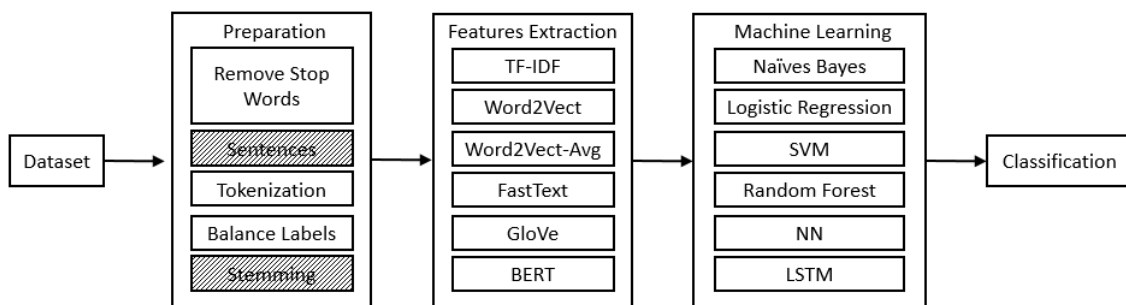 Dataset
Preparation
Remove Stop
Words
Sentences
Tokenization
Balance Labels
Stemming
Features Extraction
TF-IDF
Word2Vect
Word2Vect-Avg
FastText
GloVe
BERT
Machine Learning
Naïves Bayes
Logistic Regression
SVM
Random Forest
NN
LSTM
Classification